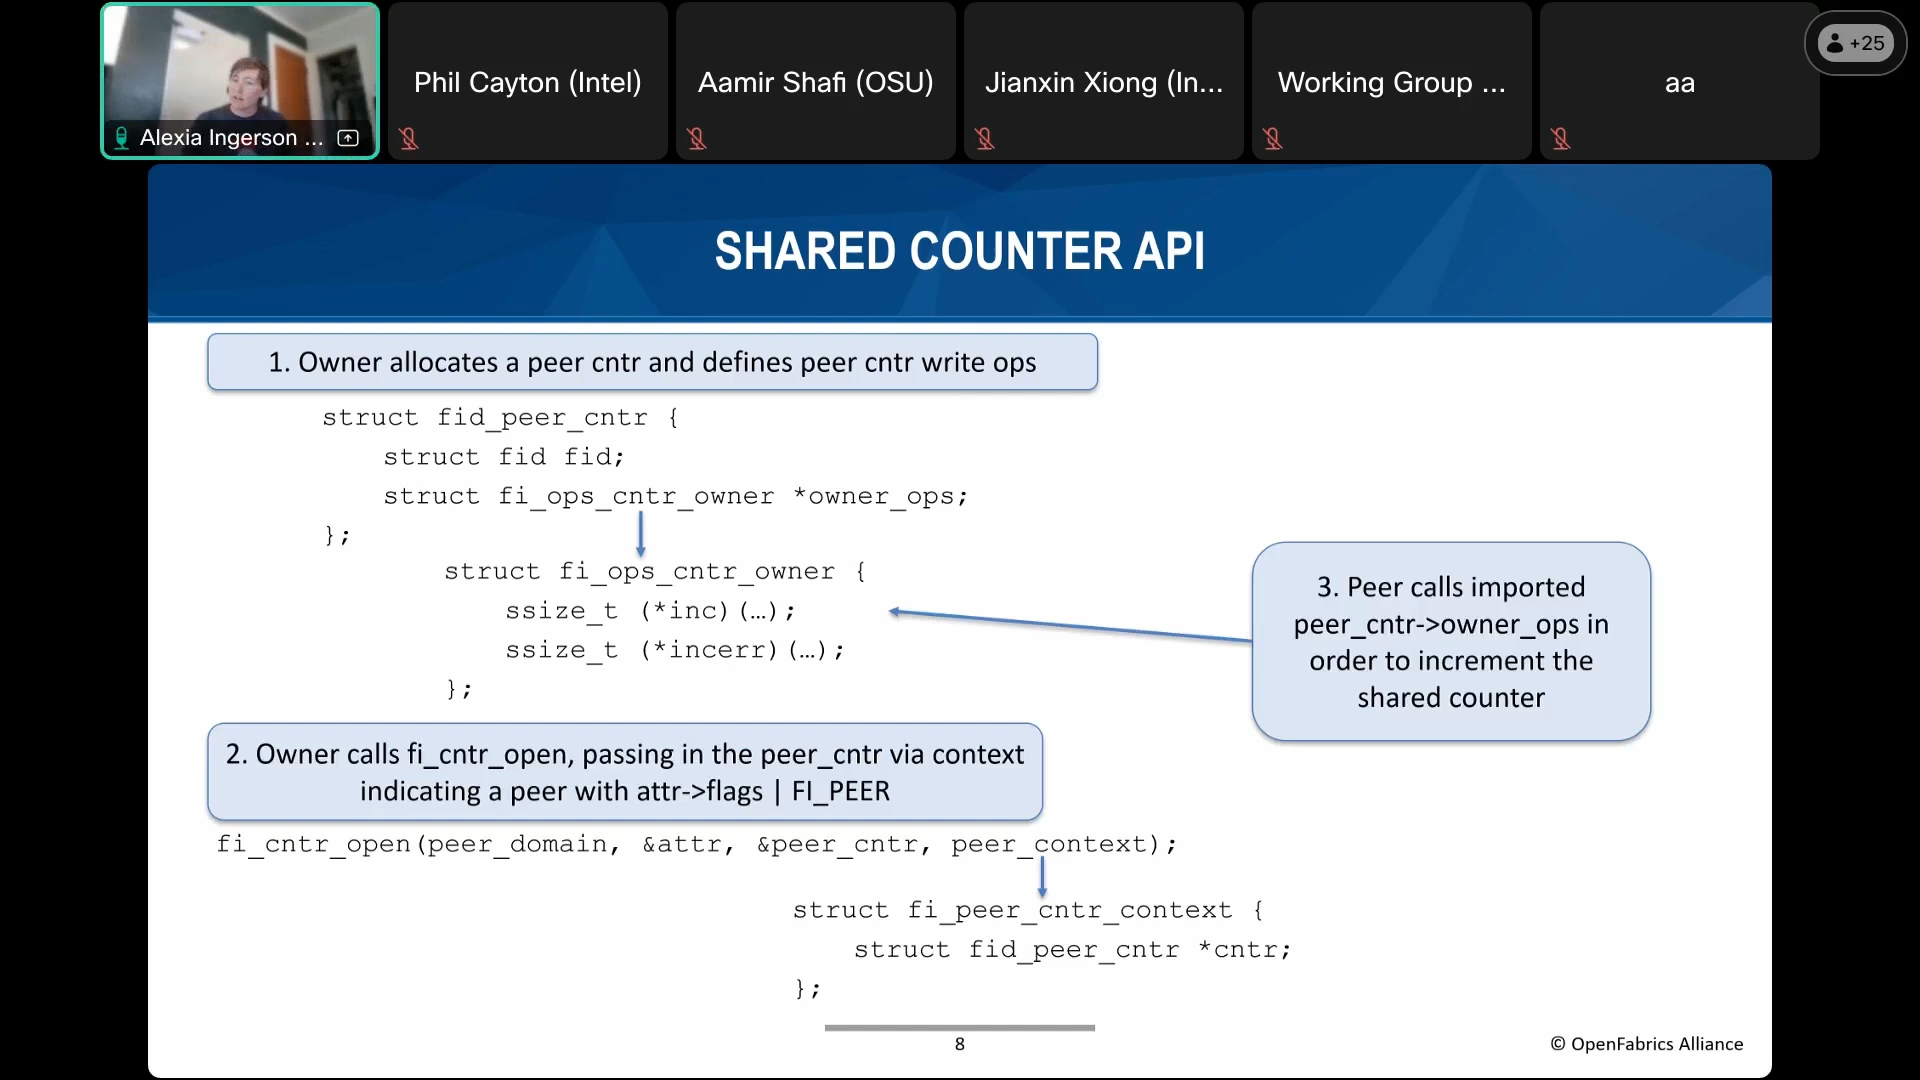 Alexia Ingerson ...
Phil Cayton (Intel)
Aamir Shafi (OSU)
Jianxin Xiong (In...
Working Group ...
aa
+25
SHARED COUNTER API
1. Owner allocates a peer cntr and defines peer cntr write ops
struct fid_peer_cntr {
struct fid fid;
struct fi_ops_cntr_owner *owner_ops;
};
struct fi_ops_cntr_owner {
ssize_t (*inc)(…);
ssize_t (*incerr)(…);
};
3. Peer calls imported
peer_cntr->owner_ops in
order to increment the
shared counter
2. Owner calls fi_cntr_open, passing in the peer_cntr via context
indicating a peer with attr->flags | FI_PEER
fi_cntr_open(peer_domain, &attr, &peer_cntr, peer_context);
struct fi_peer_cntr_context {
struct fid_peer_cntr *cntr;
};
8
© OpenFabrics Alliance